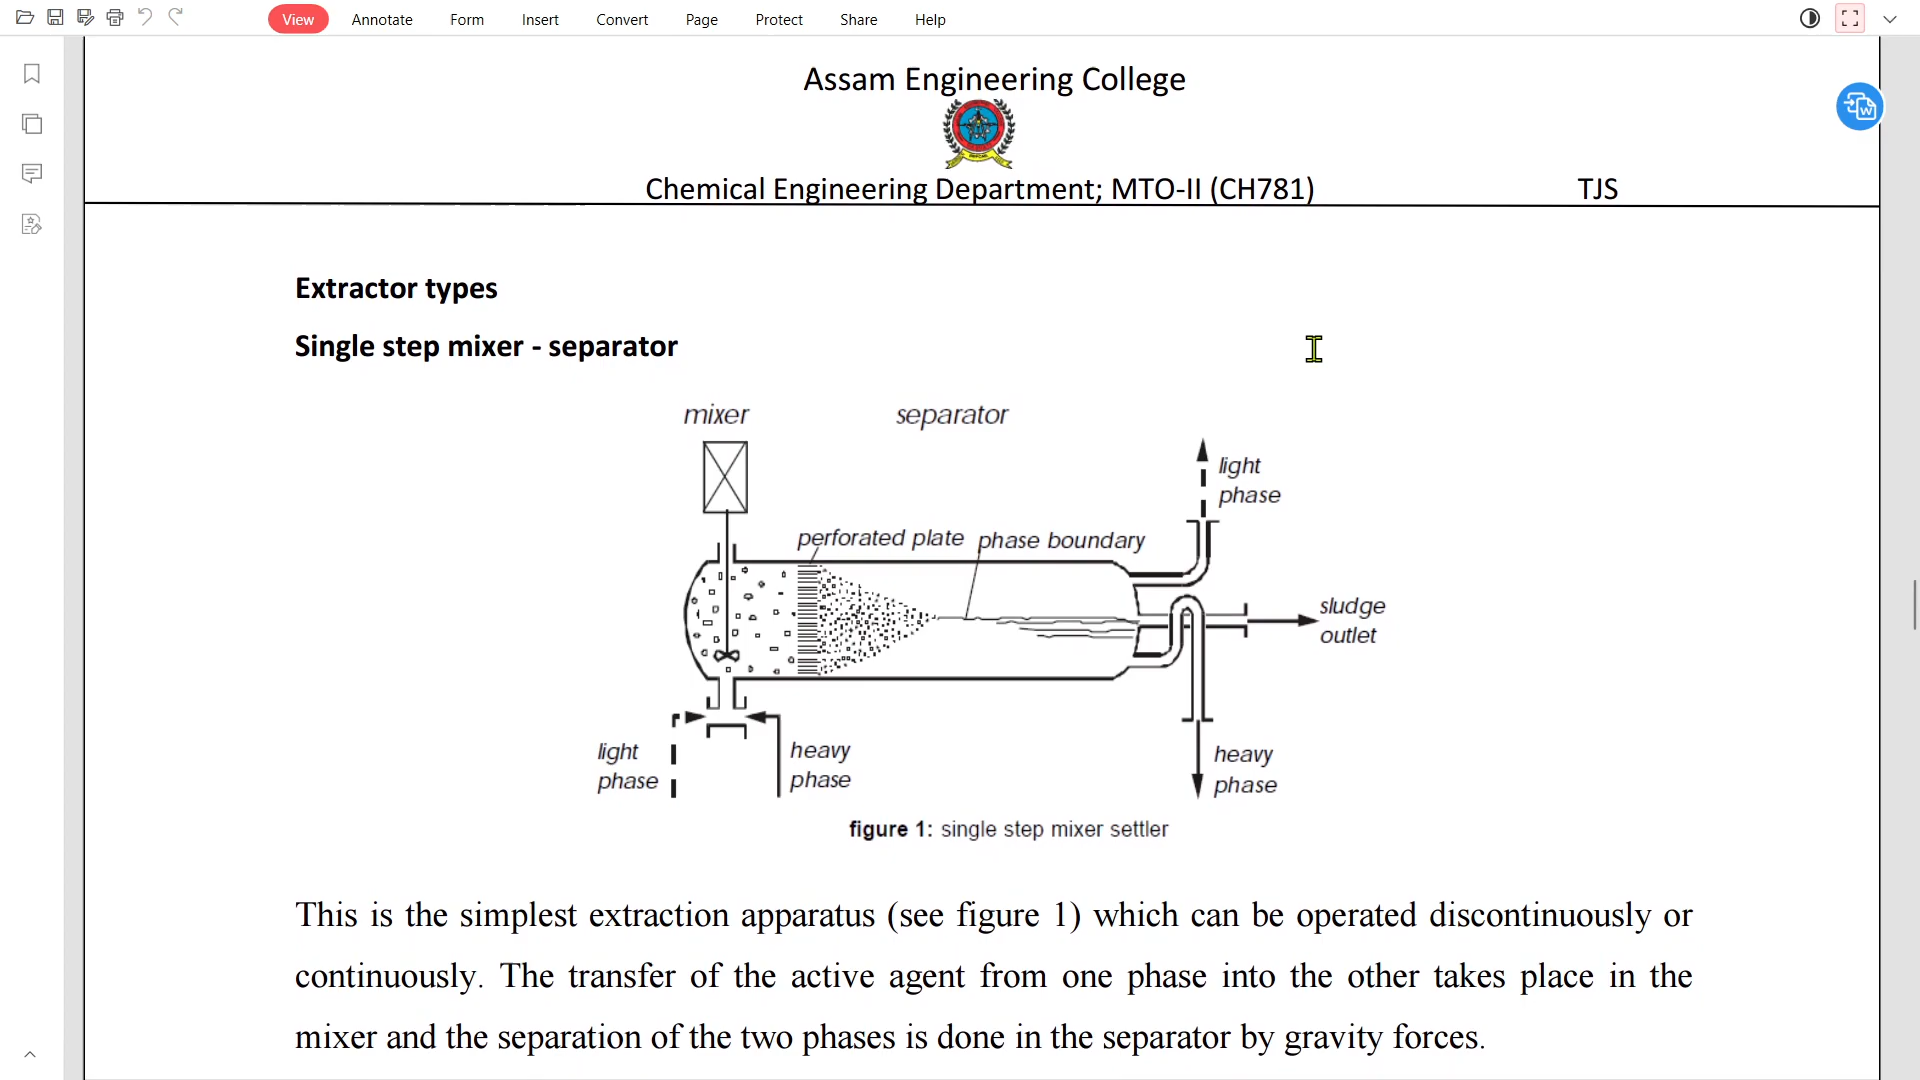 View Annotate Form Insert Convert Page Protect Share Help
Assam Engineering College
Chemical Engineering Department; MTO-II (CH781) TJS
Extractor types
Single step mixer - separator
mixer separator
light
phase
perforated plate phase boundary
sludge
outlet
light
phase
heavy
phase
heavy
phase
figure 1: single step mixer settler
This is the simplest extraction apparatus (see figure 1) which can be operated discontinuously or
continuously. The transfer of the active agent from one phase into the other takes place in the
mixer and the separation of the two phases is done in the separator by gravity forces.